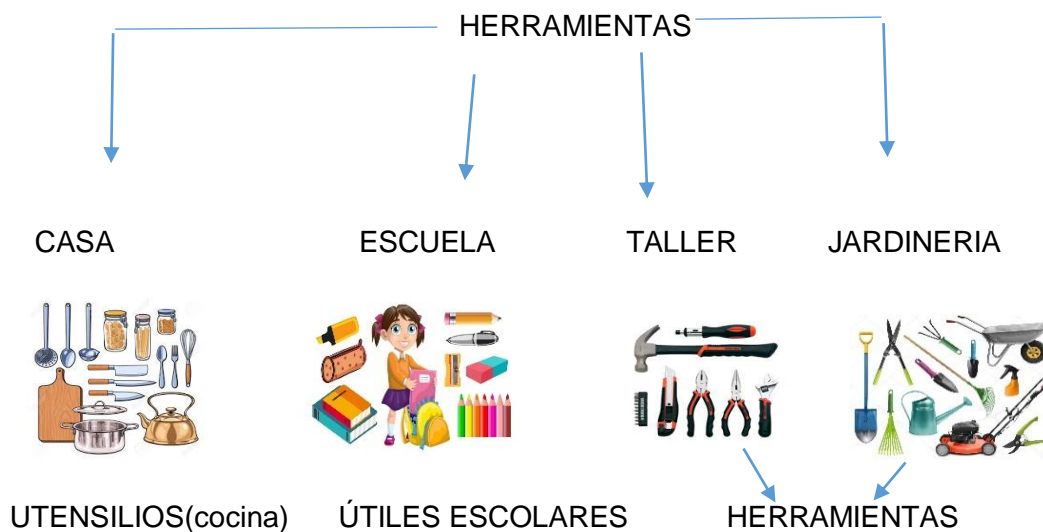 HERRAMIENTAS
CASA ESCUELA TALLER JARDINERIA
UTENSILIOS(cocina) ÚTILES ESCOLARES HERRAMIENTAS